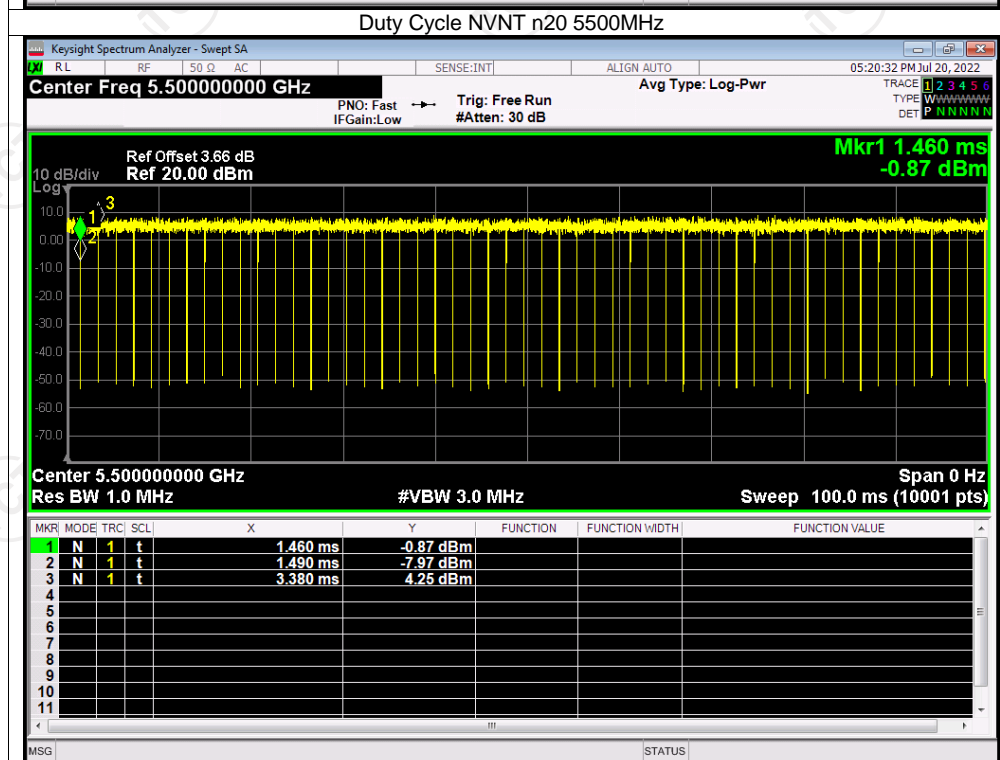 Duty Cycle NVNT n20 5500MHz
Keysight Spectrum Analyzer - Swept SA
LXI RL RF 50 Ω AC SENSE:INT ALIGN AUTO 05:20:32 PM Jul 20, 2022
Center Freq 5.500000000 GHz Avg Type: Log-Pwr TRACE 1 2 3 4 5 6
PNO: Fast Trig: Free Run TYPE WWWWWW
IFGain:Low #Atten: 30 dB DET P N N N N N
Mkr1 1.460 ms
Ref Offset 3.66 dB
10 dB/div Ref 20.00 dBm -0.87 dBm
Log
10.0
0.00
-10.0
-20.0
-30.0
-40.0
-50.0
-60.0
-70.0
1
2
3
Center 5.500000000 GHz Span 0 Hz
Res BW 1.0 MHz #VBW 3.0 MHz Sweep 100.0 ms (10001 pts)
MKR MODE TRC SCL X Y FUNCTION FUNCTION WIDTH FUNCTION VALUE
1 N 1 t 1.460 ms -0.87 dBm
2 N 1 t 1.490 ms -7.97 dBm
3 N 1 t 3.380 ms 4.25 dBm
4
5
6
7
8
9
10
11
MSG STATUS